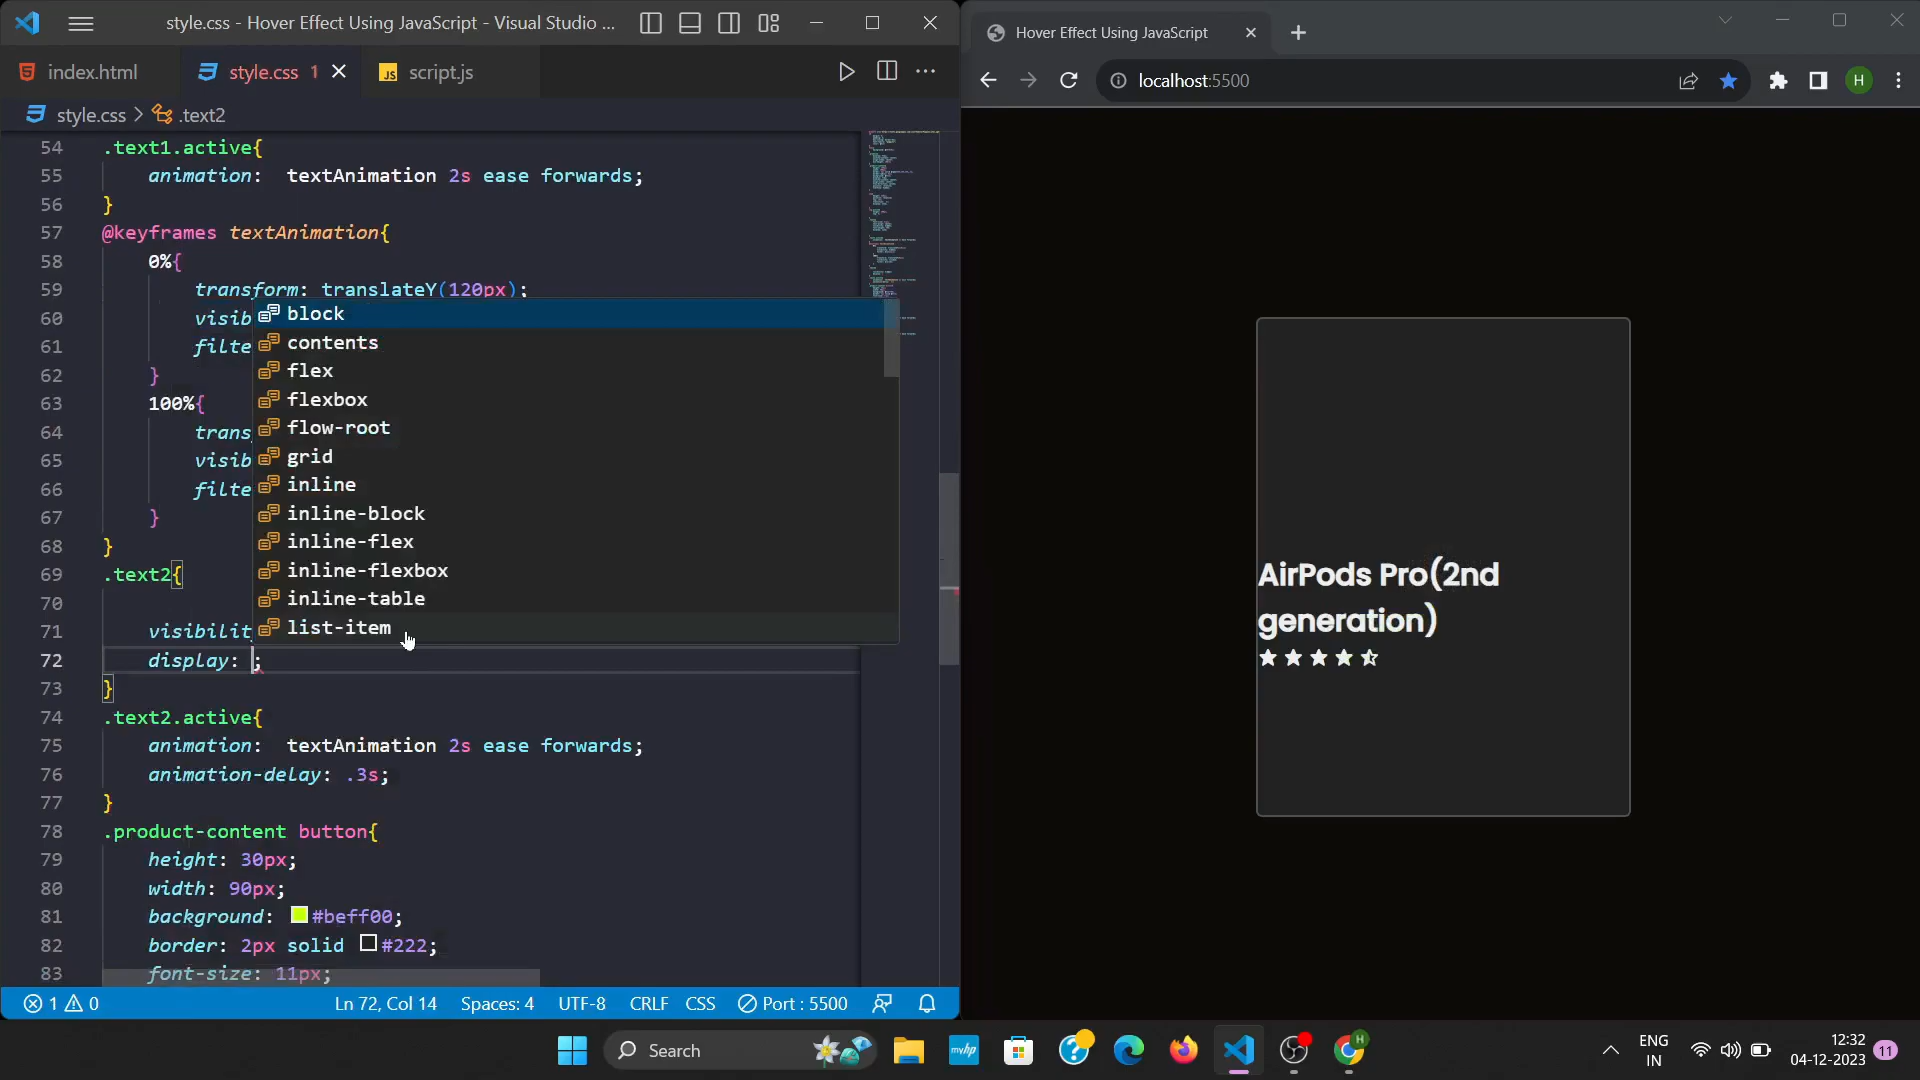 style.css - Hover Effect Using JavaScript - Visual Studio ...
index.html
style.css 1
JS script.js
style.css > .text2
54 .text1.active{
55 animation: textAnimation 2s ease forwards;
56 }
57 @keyframes textAnimation{
58 0%{
59 transform: translateY(120px);
60 visib
61 filte
62 }
63 100%{
64 trans
65 visib
66 filte
67 }
68 }
69 .text2{
70
71 visibilit
72 display: ;
73 }
74 .text2.active{
75 animation: textAnimation 2s ease forwards;
76 animation-delay: .3s;
77 }
78 .product-content button{
79 height: 30px;
80 width: 90px;
81 background: #beff00;
82 border: 2px solid #222;
83 font-size: 11px;
block
contents
flex
flexbox
flow-root
grid
inline
inline-block
inline-flex
inline-flexbox
inline-table
list-item
1 0
Ln 72, Col 14 Spaces: 4 UTF-8 CRLF CSS Port : 5500
Hover Effect Using JavaScript
localhost:5500
H
AirPods Pro(2nd
generation)
Search
myhp
H
ENG
IN
12:32
04-12-2023
11